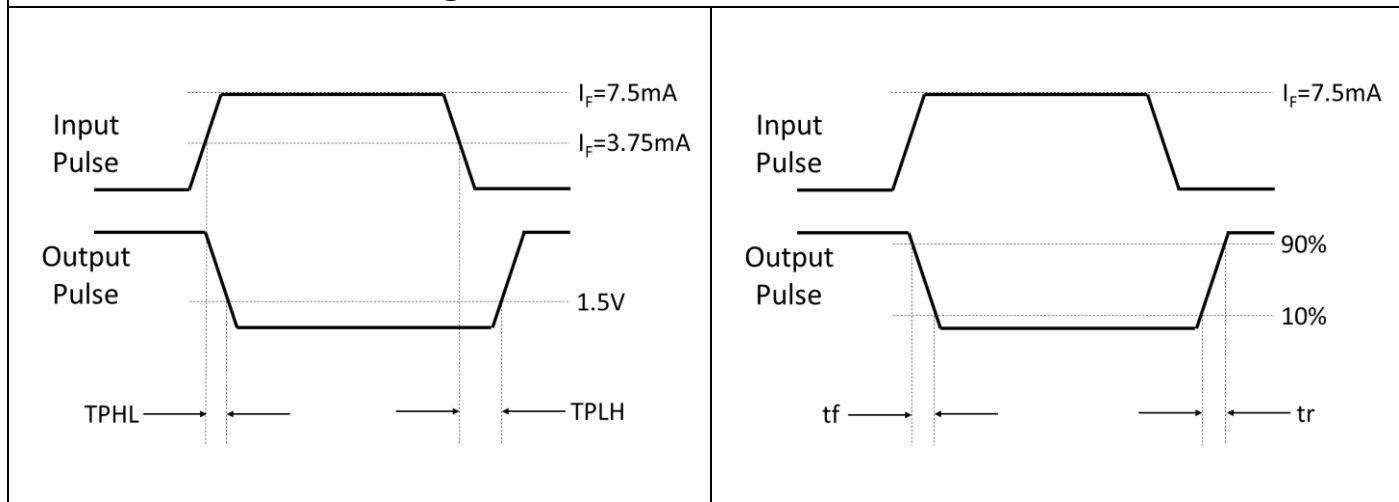 Input
Pulse
I_F=7.5mA
I_F=3.75mA
Output
Pulse
1.5V
TPHL
TPLH
Input
Pulse
I_F=7.5mA
Output
Pulse
90%
10%
tf
tr